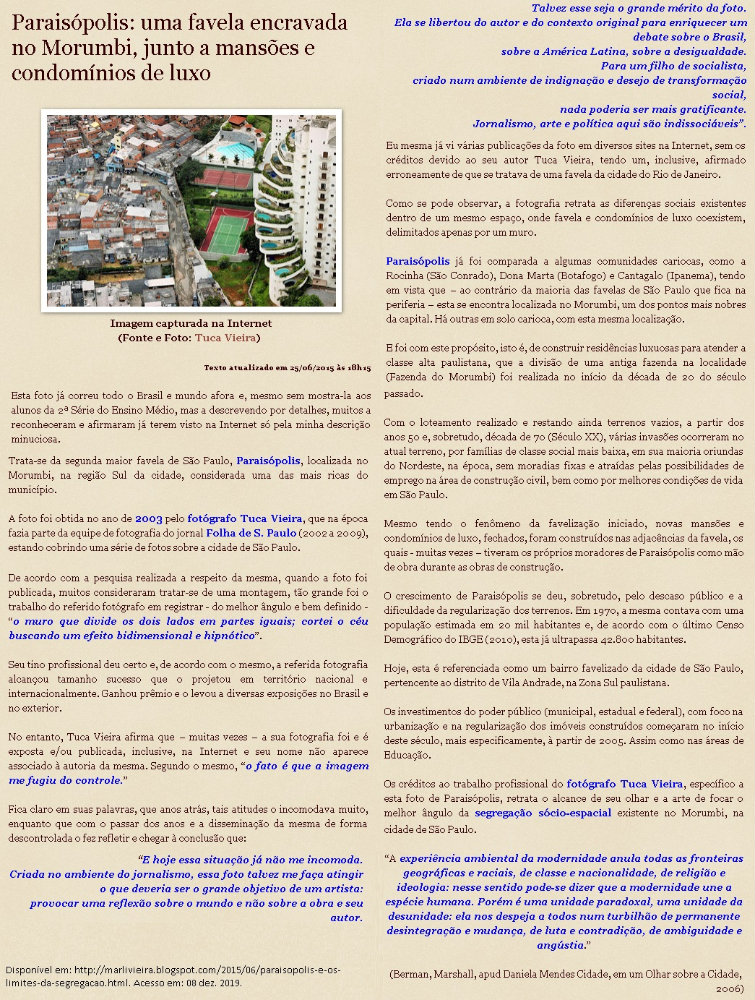 Paraisópolis: uma favela encravada
no Morumbi, junto a mansões e
condomínios de luxo
Imagem capturada na Internet
(Fonte e Foto: Tuca Vieira)
Texto atualizado em 25/06/2015 às 18h15
Esta foto já correu todo o Brasil e mundo afora e, mesmo sem mostra-la aos
alunos da 2ª Série do Ensino Médio, mas a descrevendo por detalhes, muitos a
reconheceram e afirmaram já terem visto na Internet só pela minha descrição
minuciosa.
Trata-se da segunda maior favela de São Paulo, Paraisópolis, localizada no
Morumbi, na região Sul da cidade, considerada uma das mais ricas do
município.
A foto foi obtida no ano de 2003 pelo fotógrafo Tuca Vieira, que na época
fazia parte da equipe de fotografia do jornal Folha de S. Paulo (2002 a 2009),
estando cobrindo uma série de fotos sobre a cidade de São Paulo.
De acordo com a pesquisa realizada a respeito da mesma, quando a foto foi
publicada, muitos consideraram tratar-se de uma montagem, tão grande foi o
trabalho do referido fotógrafo em registrar - do melhor ângulo e bem definido -
“o muro que divide os dois lados em partes iguais; cortei o céu
buscando um efeito bidimensional e hipnótico”.
Seu tino profissional deu certo e, de acordo com o mesmo, a referida fotografia
alcançou tamanho sucesso que o projetou em território nacional e
internacionalmente. Ganhou prêmio e o levou a diversas exposições no Brasil e
no exterior.
No entanto, Tuca Vieira afirma que – muitas vezes – a sua fotografia foi e é
exposta e/ou publicada, inclusive, na Internet e seu nome não aparece
associado à autoria da mesma. Segundo o mesmo, “o fato é que a imagem
me fugiu do controle.”
Fica claro em suas palavras, que anos atrás, tais atitudes o incomodava muito,
enquanto que com o passar dos anos e a disseminação da mesma de forma
descontrolada o fez refletir e chegar à conclusão que:
“E hoje essa situação já não me incomoda.
Criada no ambiente do jornalismo, essa foto talvez me faça atingir
o que deveria ser o grande objetivo de um artista:
provocar uma reflexão sobre o mundo e não sobre a obra e seu
autor.
Disponível em: http://marlivieira.blogspot.com/2015/06/paraisopolis-e-os-
limites-da-segregacao.html. Acesso em: 08 dez. 2019.
Talvez esse seja o grande mérito da foto.
Ela se libertou do autor e do contexto original para enriquecer um
debate sobre o Brasil,
sobre a América Latina, sobre a desigualdade.
Para um filho de socialista,
criado num ambiente de indignação e desejo de transformação
social,
nada poderia ser mais gratificante.
Jornalismo, arte e política aqui são indissociáveis”.
Eu mesma já vi várias publicações da foto em diversos sites na Internet, sem os
créditos devido ao seu autor Tuca Vieira, tendo um, inclusive, afirmado
erroneamente de que se tratava de uma favela da cidade do Rio de Janeiro.
Como se pode observar, a fotografia retrata as diferenças sociais existentes
dentro de um mesmo espaço, onde favela e condomínios de luxo coexistem,
delimitados apenas por um muro.
Paraisópolis já foi comparada a algumas comunidades cariocas, como a
Rocinha (São Conrado), Dona Marta (Botafogo) e Cantagalo (Ipanema), tendo
em vista que – ao contrário da maioria das favelas de São Paulo que fica na
periferia – esta se encontra localizada no Morumbi, um dos pontos mais nobres
da capital. Há outras em solo carioca, com esta mesma localização.
E foi com este propósito, isto é, de construir residências luxuosas para atender a
classe alta paulistana, que a divisão de uma antiga fazenda na localidade
(Fazenda do Morumbi) foi realizada no início da década de 20 do século
passado.
Com o loteamento realizado e restando ainda terrenos vazios, a partir dos
anos 50 e, sobretudo, década de 70 (Século XX), várias invasões ocorreram no
atual terreno, por famílias de classe social mais baixa, em sua maioria oriundas
do Nordeste, na época, sem moradias fixas e atraídas pelas possibilidades de
emprego na área de construção civil, bem como por melhores condições de vida
em São Paulo.
Mesmo tendo o fenômeno da favelização iniciado, novas mansões e
condomínios de luxo, fechados, foram construídos nas adjacências da favela, os
quais - muitas vezes – tiveram os próprios moradores de Paraisópolis como mão
de obra durante as obras de construção.
O crescimento de Paraisópolis se deu, sobretudo, pelo descaso público e a
dificuldade da regularização dos terrenos. Em 1970, a mesma contava com uma
população estimada em 20 mil habitantes e, de acordo com o último Censo
Demográfico do IBGE (2010), esta já ultrapassa 42.800 habitantes.
Hoje, esta é referenciada como um bairro favelizado da cidade de São Paulo,
pertencente ao distrito de Vila Andrade, na Zona Sul paulistana.
Os investimentos do poder público (municipal, estadual e federal), com foco na
urbanização e na regularização dos imóveis construídos começaram no início
deste século, mais especificamente, à partir de 2005. Assim como nas áreas de
Educação.
Os créditos ao trabalho profissional do fotógrafo Tuca Vieira, específico a
esta foto de Paraisópolis, retrata o alcance de seu olhar e a arte de focar o
melhor ângulo da segregação sócio-espacial existente no Morumbi, na
cidade de São Paulo.
“A experiência ambiental da modernidade anula todas as fronteiras
geográficas e raciais, de classe e nacionalidade, de religião e
ideologia: nesse sentido pode-se dizer que a modernidade une a
espécie humana. Porém é uma unidade paradoxal, uma unidade da
desunidade: ela nos despeja a todos num turbilhão de permanente
desintegração e mudança, de luta e contradição, de ambiguidade e
angústia.”
(Berman, Marshall, apud Daniela Mendes Cidade, em um Olhar sobre a Cidade,
2006)